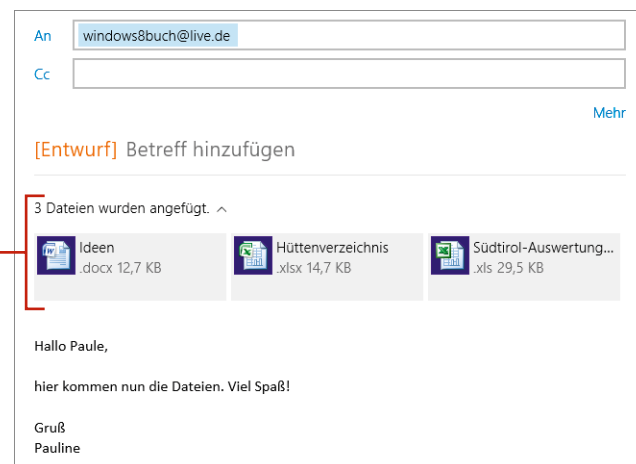 An windows8buch@live.de
Cc
Mehr
[Entwurf] Betreff hinzufügen
3 Dateien wurden angefügt.
Ideen
.docx 12,7 KB
Hüttenverzeichnis
.xlsx 14,7 KB
Südtirol-Auswertung...
.xls 29,5 KB
Hallo Paule,
hier kommen nun die Dateien. Viel Spaß!
Gruß
Pauline